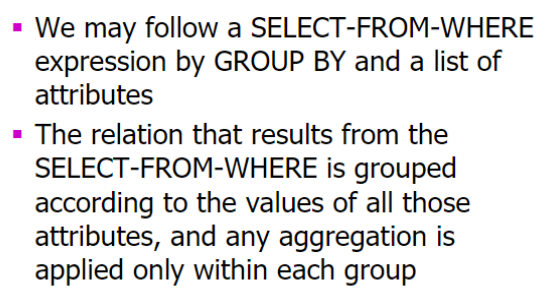 ▪ We may follow a SELECT-FROM-WHERE
expression by GROUP BY and a list of
attributes
▪ The relation that results from the
SELECT-FROM-WHERE is grouped
according to the values of all those
attributes, and any aggregation is
applied only within each group